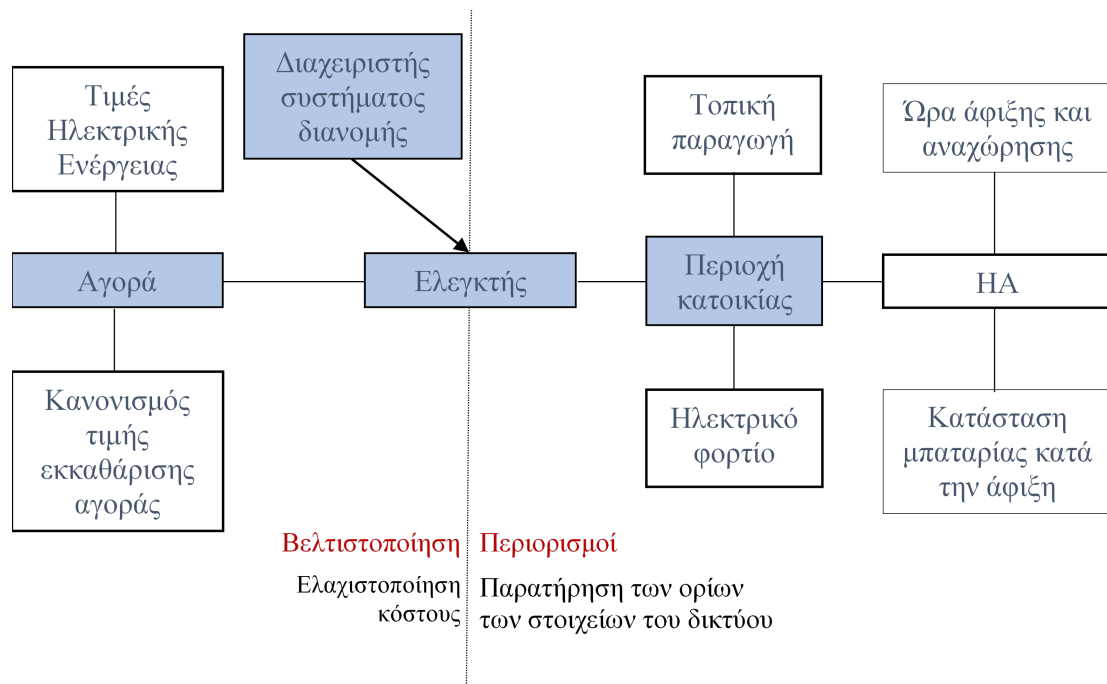 Τιμές
Ηλεκτρικής
Ενέργειας
Διαχειριστής
συστήματος
διανομής
Τοπική
παραγωγή
Ώρα άφιξης και
αναχώρησης
Αγορά
Ελεγκτής
Περιοχή
κατοικίας
ΗΑ
Κανονισμός
τιμής
εκκαθάρισης
αγοράς
Ηλεκτρικό
φορτίο
Κατάσταση
μπαταρίας κατά
την άφιξη
Βελτιστοποίηση
Ελαχιστοποίηση
κόστους
Περιορισμοί
Παρατήρηση των ορίων
των στοιχείων του δικτύου